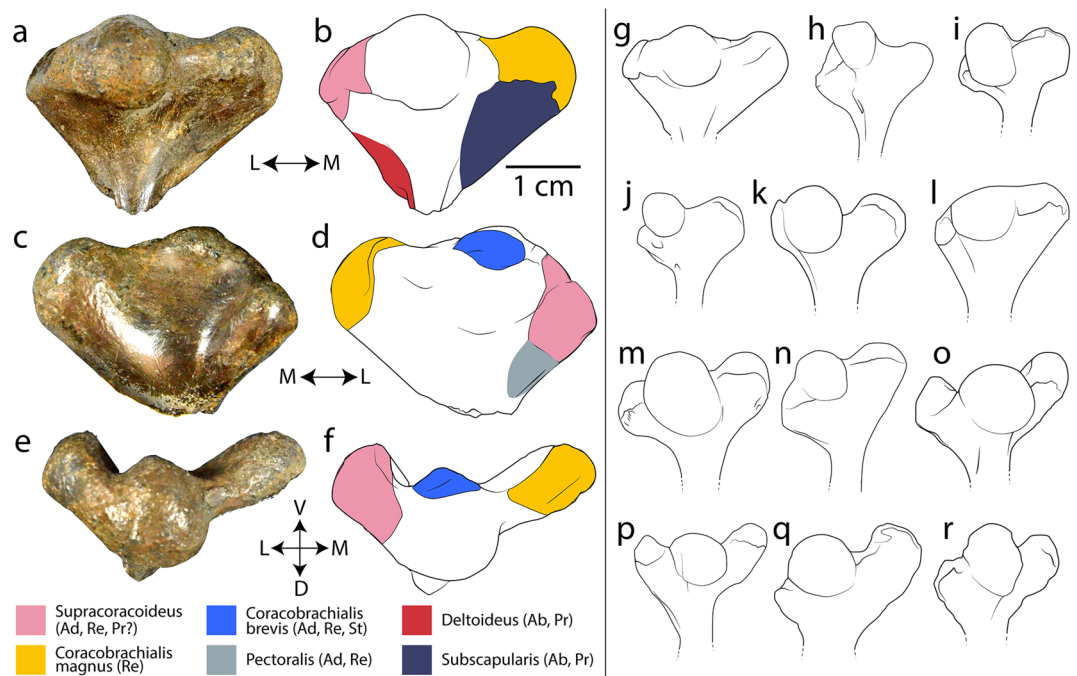 a
b
L M
1 cm
c
d
M L
e
f
V
L M
D
Supracoracoideus
(Ad, Re, Pr?)
Coracobrachialis
brevis (Ad, Re, St)
Deltoideus (Ab, Pr)
Coracobrachialis
magnus (Re)
Pectoralis (Ad, Re)
Subscapularis (Ab, Pr)
g
h
i
j
k
l
m
n
o
p
q
r